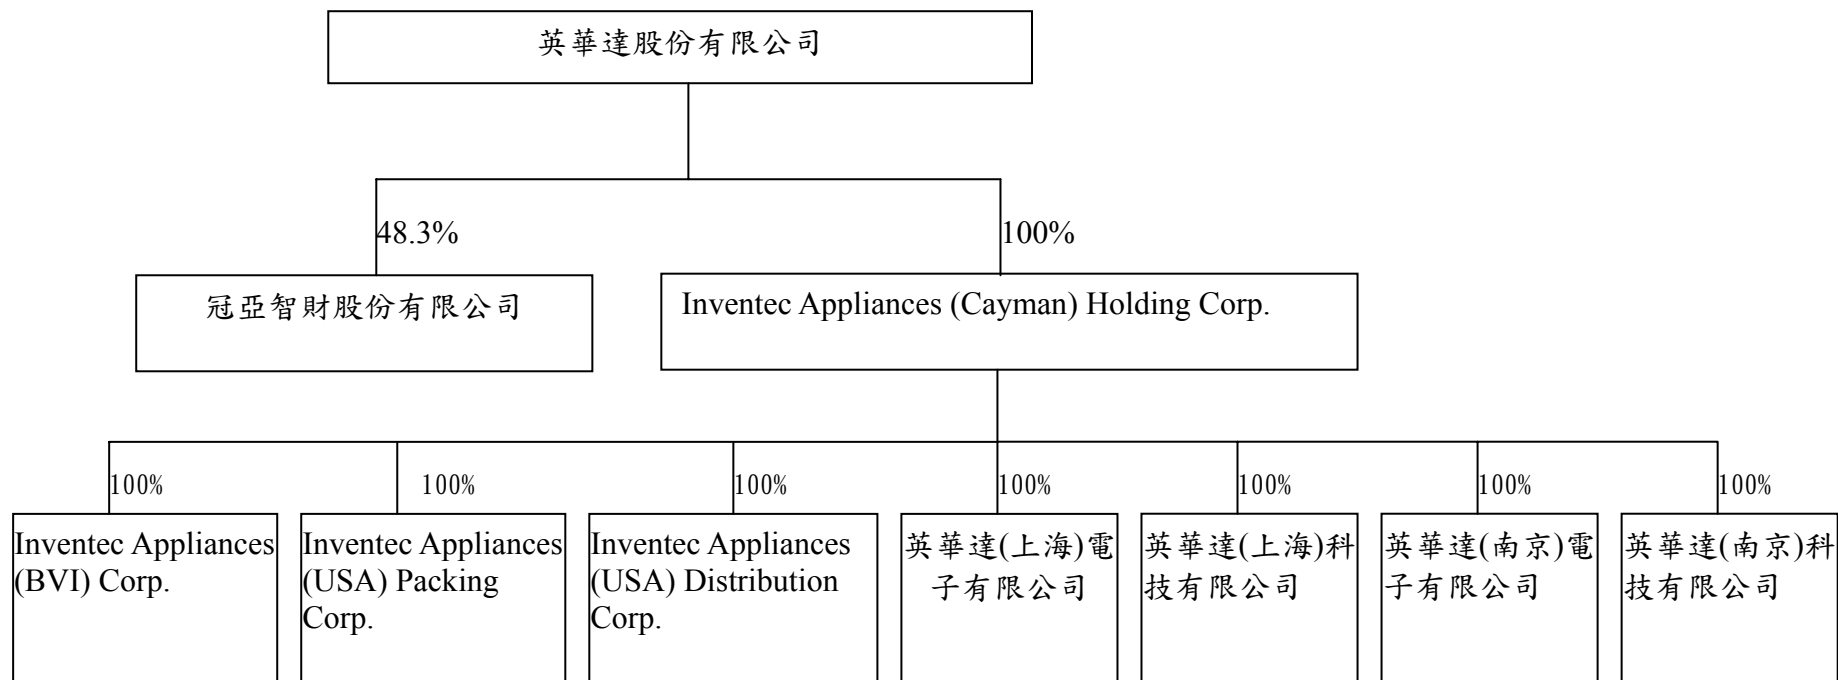 英華達股份有限公司
48.3%
100%
冠亞智財股份有限公司
Inventec Appliances (Cayman) Holding Corp.
100%
100%
100%
100%
100%
100%
100%
Inventec Appliances
(BVI) Corp.
Inventec Appliances
(USA) Packing
Corp.
Inventec Appliances
(USA) Distribution
Corp.
英華達(上海)電
子有限公司
英華達(上海)科
技有限公司
英華達(南京)電
子有限公司
英華達(南京)科
技有限公司